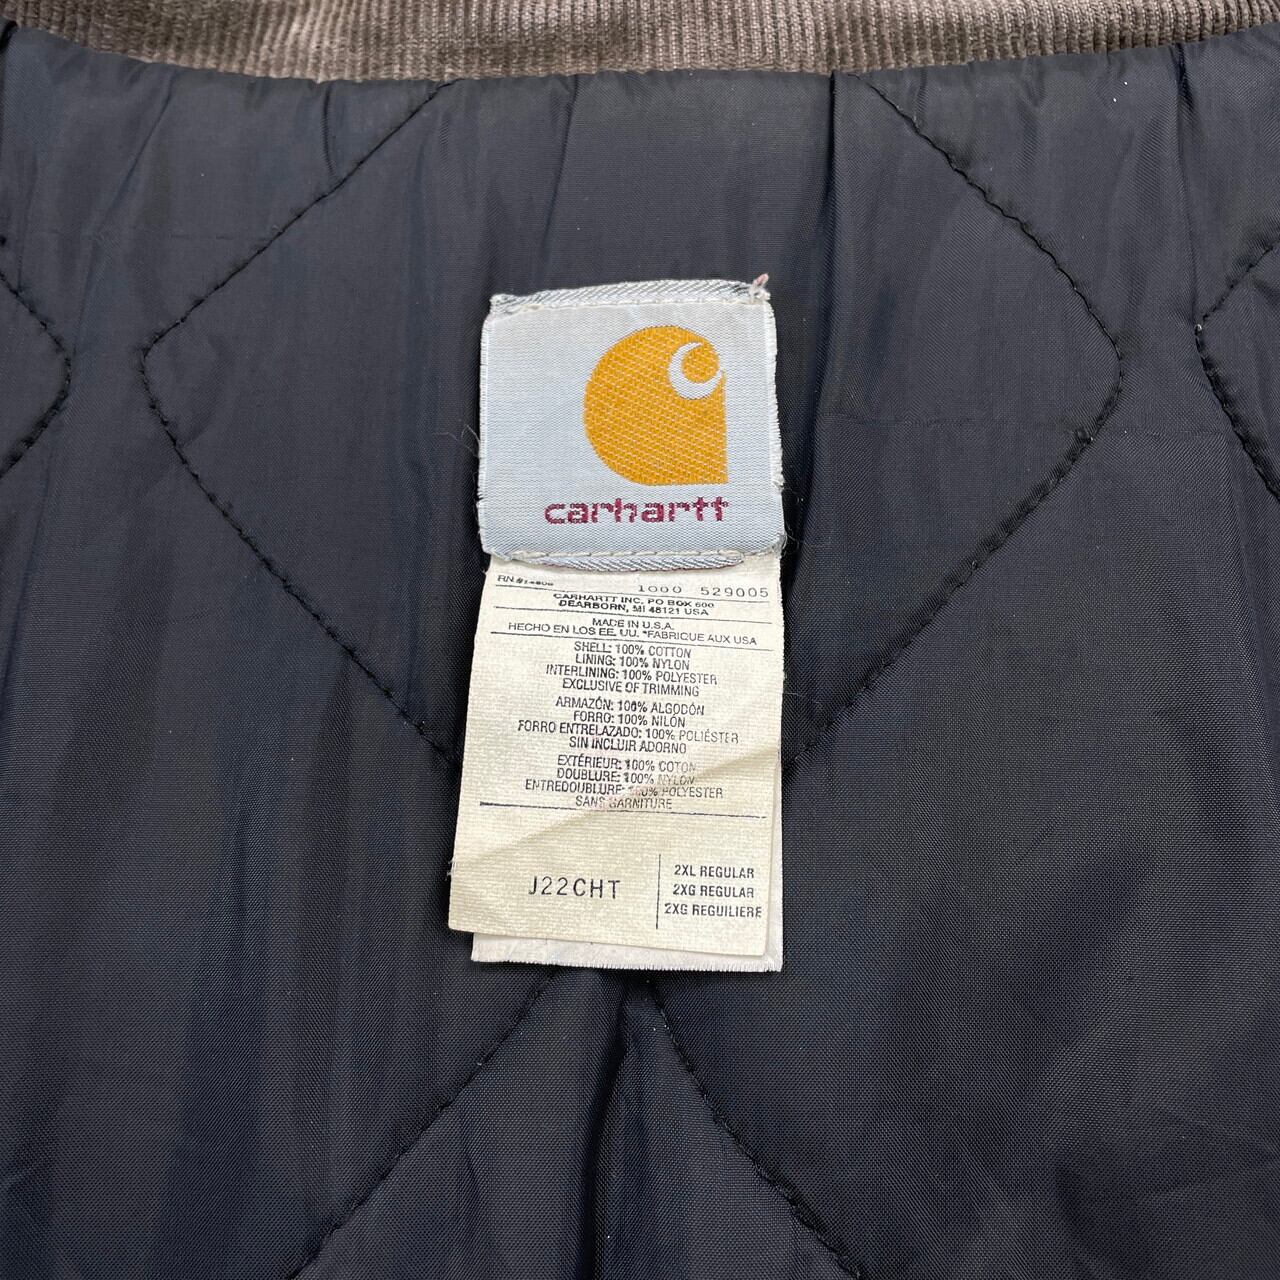 carhartt
RN #14806 1000 529005
CARHARTT INC. PO BOX 600
DEARBORN, MI 48121 USA
MADE IN U.S.A.
HECHO EN LOS EE. UU. *FABRIQUE AUX USA
SHELL: 100% COTTON
LINING: 100% NYLON
INTERLINING: 100% POLYESTER
EXCLUSIVE OF TRIMMING
ARMAZÓN: 100% ALGODÓN
FORRO: 100% NILÓN
FORRO ENTRELAZADO: 100% POLIÉSTER
SIN INCLUIR ADORNO
EXTÉRIEUR: 100% COTON
DOUBLURE: 100% NYLON
ENTREDOUBLURE: 100% POLYESTER
SANS GARNITURE
J22CHT
2XL REGULAR
2XG REGULAR
2XG REGUILIERE